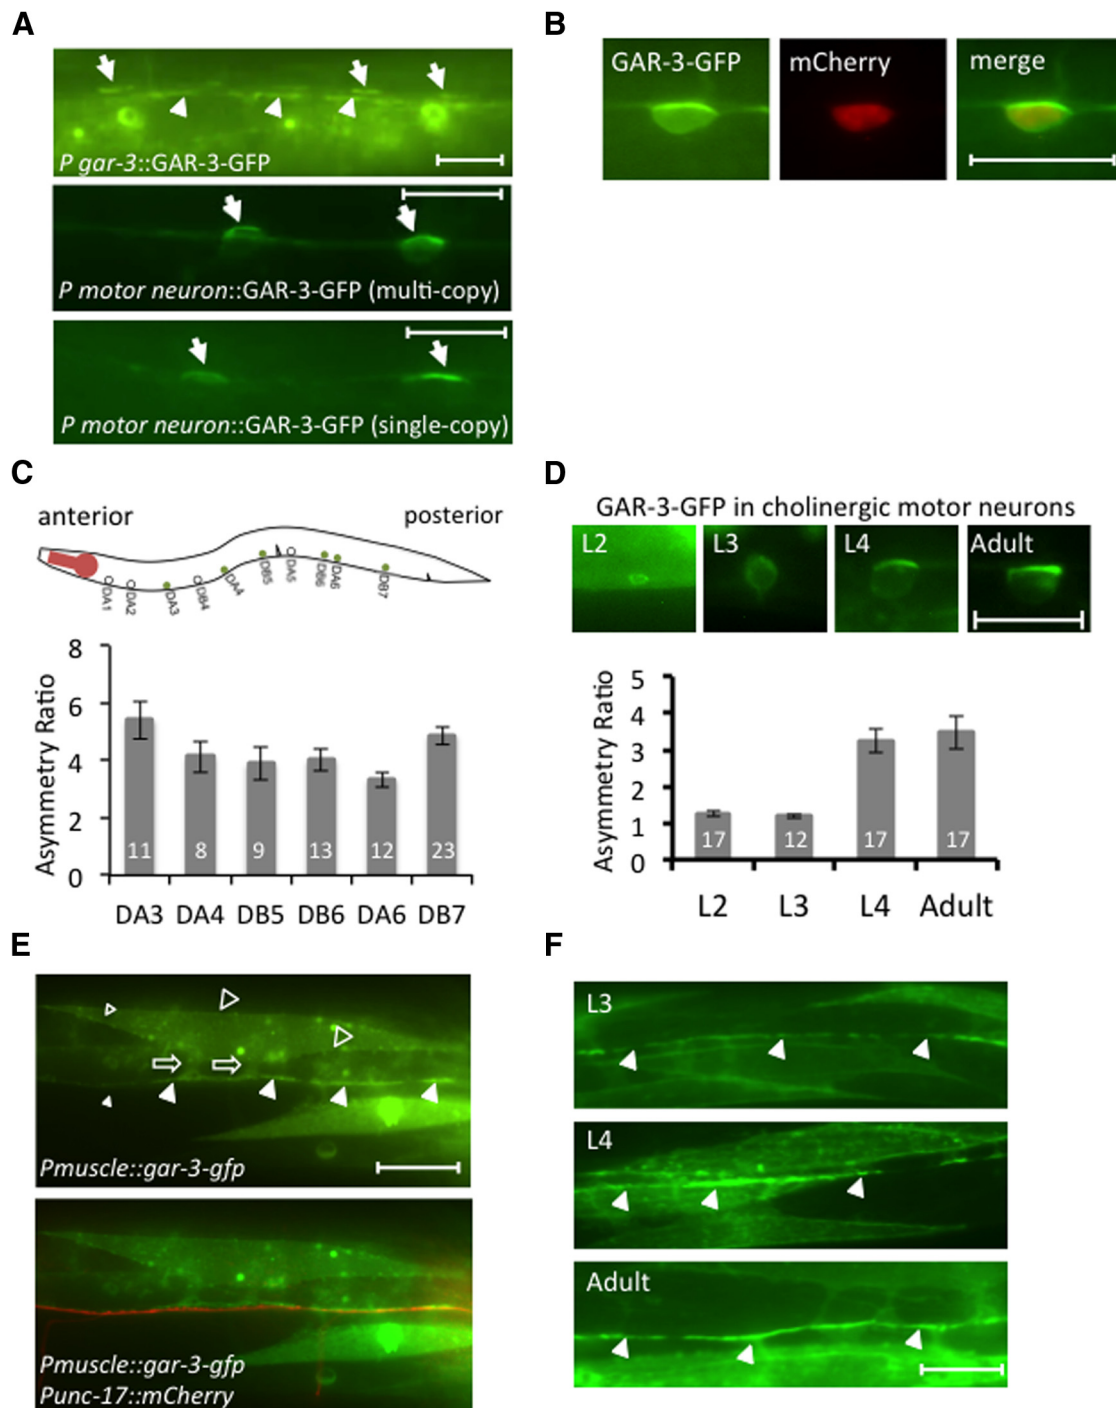 A
P gar-3::GAR-3-GFP
P motor neuron::GAR-3-GFP (multi-copy)
P motor neuron::GAR-3-GFP (single-copy)
B
GAR-3-GFP
mCherry
merge
C
anterior
posterior
DA1
DA2
DA3
DB4
DA4
DB5
DA5
DB6
DA6
DB7
Asymmetry Ratio
8
6
4
2
0
11
8
9
13
12
23
DA3 DA4 DB5 DB6 DA6 DB7
D
GAR-3-GFP in cholinergic motor neurons
L2
L3
L4
Adult
Asymmetry Ratio
5
4
3
2
1
0
17
12
17
17
L2 L3 L4 Adult
E
Pmuscle::gar-3-gfp
Pmuscle::gar-3-gfp
Punc-17::mCherry
F
L3
L4
Adult